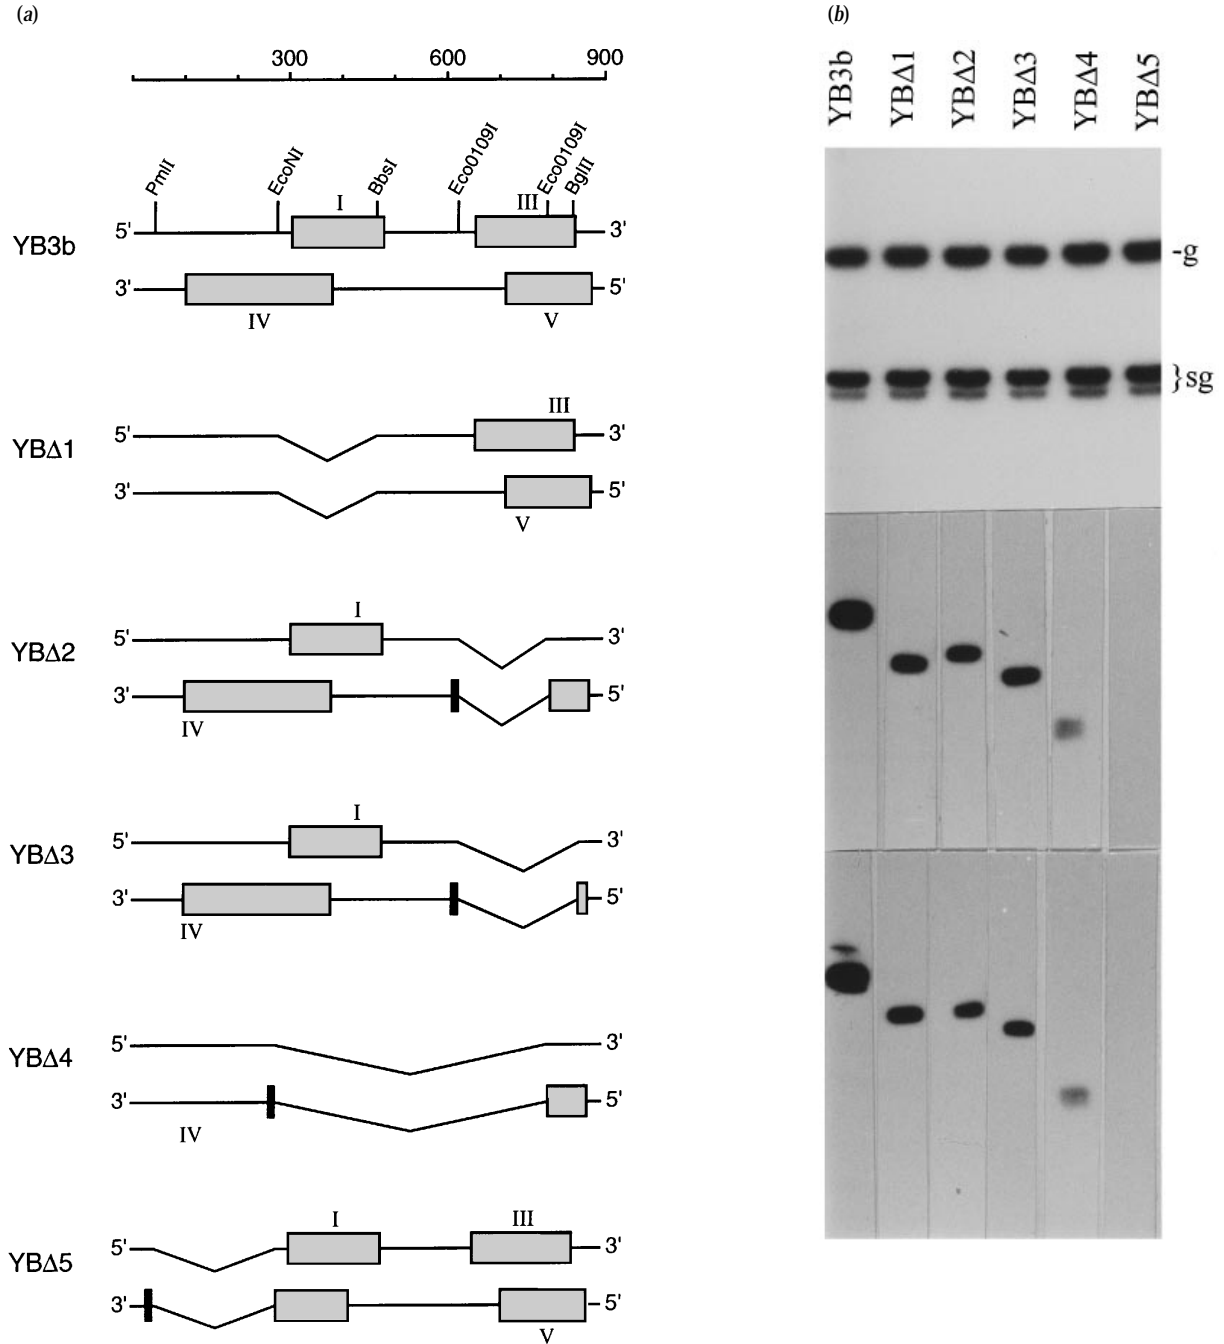 (a)
300 600 900
PmlI EcoNI BbsI Eco0109I Eco0109I BglII
I III
YB3b 5' 3'
3' 5'
IV V
III
YBΔ1 5' 3'
3' 5'
V
I
YBΔ2 5' 3'
3' 5'
IV
I
YBΔ3 5' 3'
3' 5'
IV
YBΔ4 5' 3'
3' 5'
IV
I III
YBΔ5 5' 3'
3' 5'
V
(b)
YB3b YBΔ1 YBΔ2 YBΔ3 YBΔ4 YBΔ5
-g
}sg